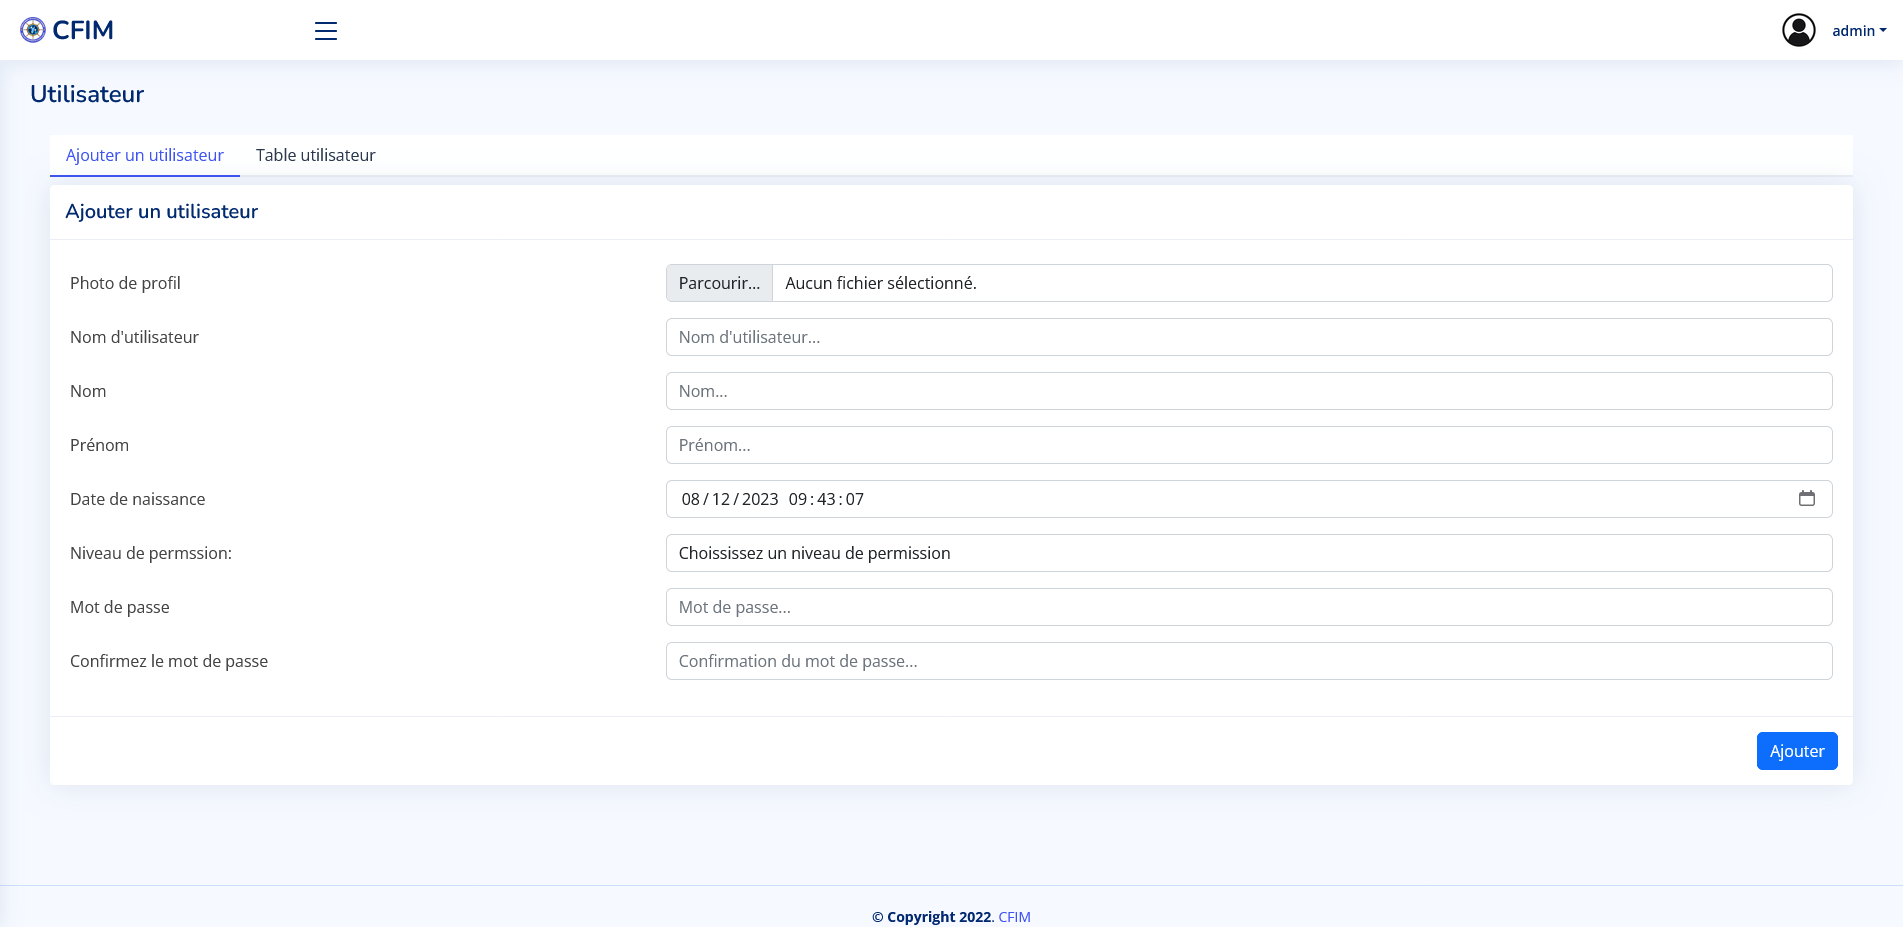 CFIM
admin
Utilisateur
Ajouter un utilisateur
Table utilisateur
Ajouter un utilisateur
Photo de profil
Parcourir... Aucun fichier sélectionné.
Nom d'utilisateur
Nom d'utilisateur...
Nom
Nom...
Prénom
Prénom...
Date de naissance
08/12/2023 09:43:07
Niveau de permssion:
Choississez un niveau de permission
Mot de passe
Mot de passe...
Confirmez le mot de passe
Confirmation du mot de passe...
Ajouter
© Copyright 2022. CFIM